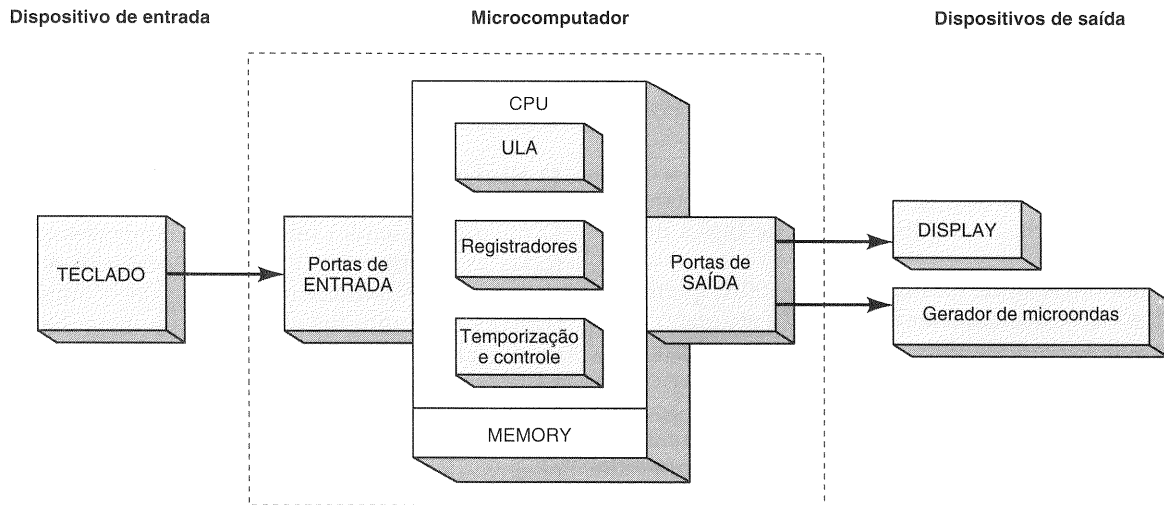 Dispositivo de entrada
Microcomputador
Dispositivos de saída
CPU
ULA
Registradores
Temporização
e controle
MEMORY
TECLADO
Portas de
ENTRADA
Portas de
SAÍDA
DISPLAY
Gerador de microondas